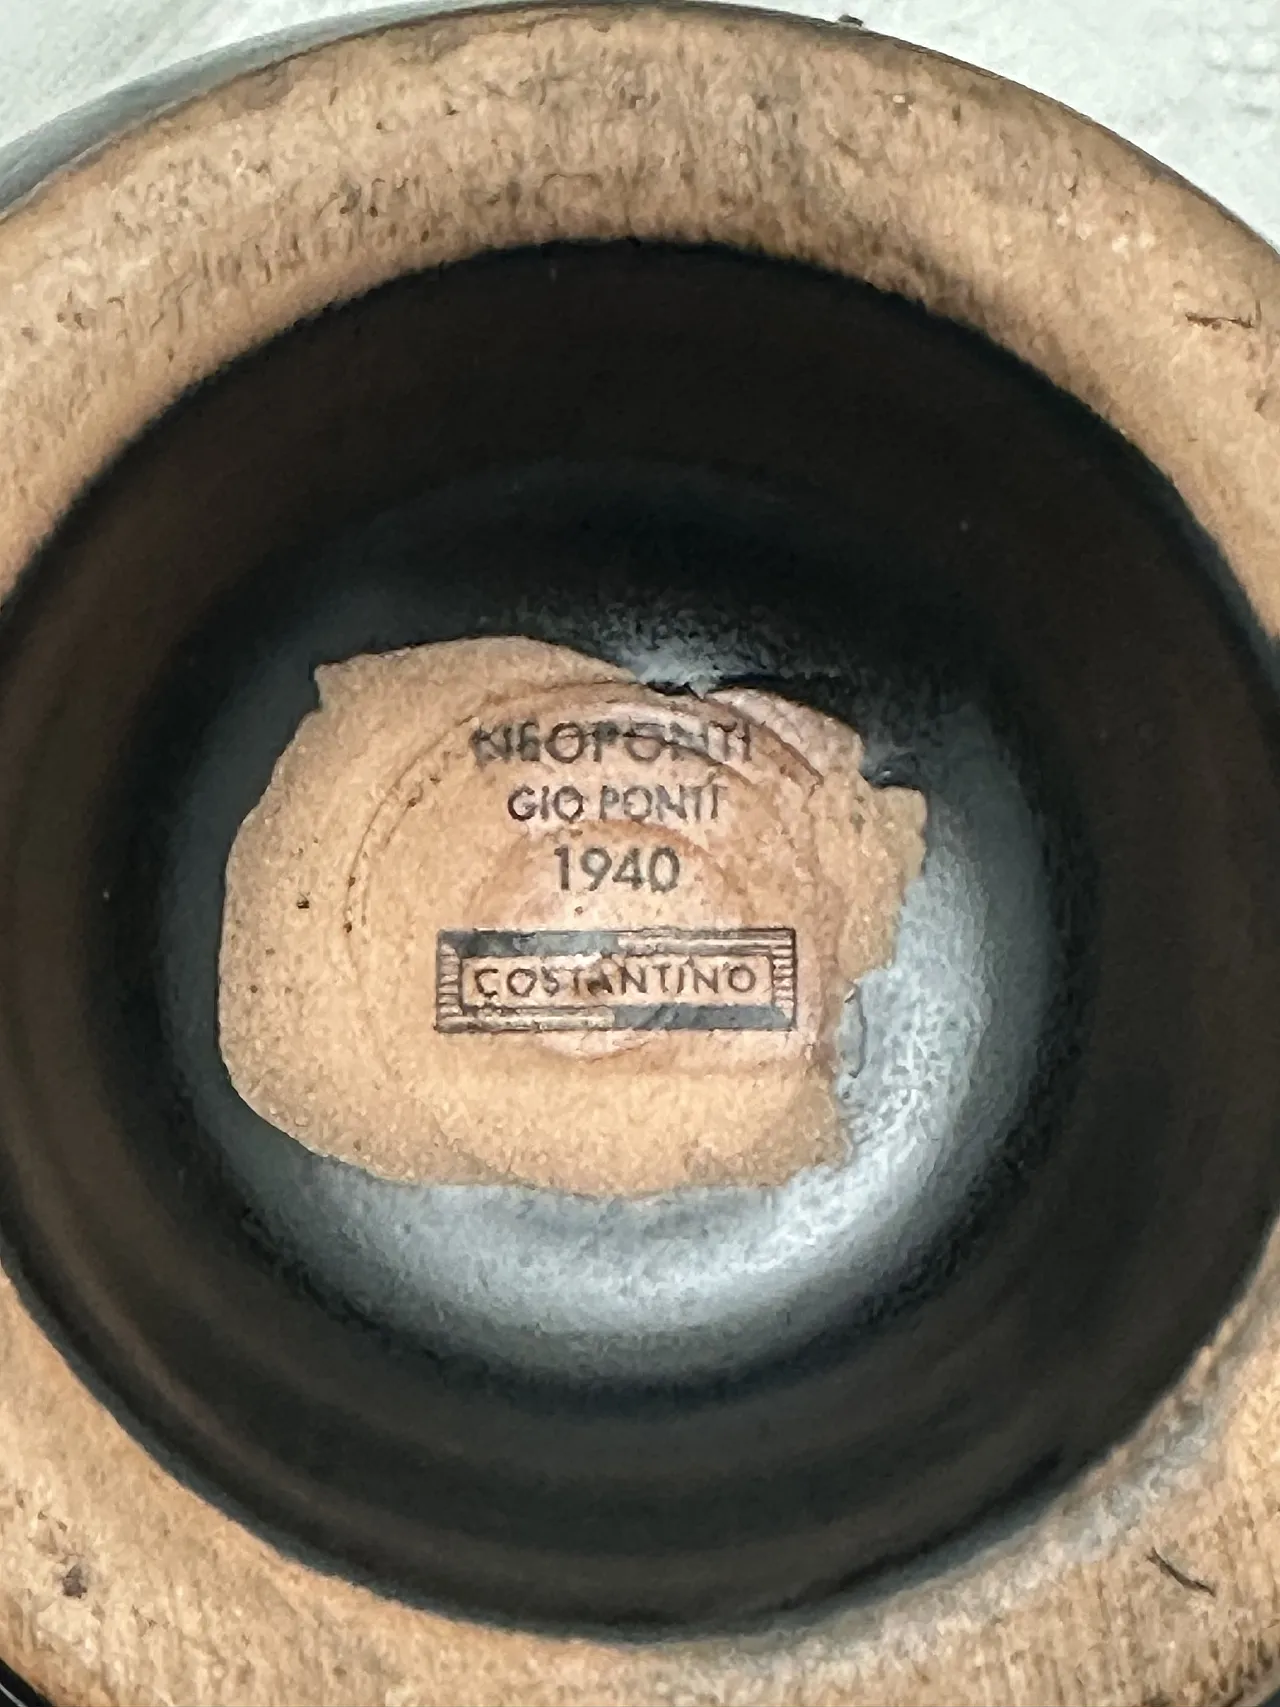 NEOPONTI
GIO PONTI
1940
COSTANTINO